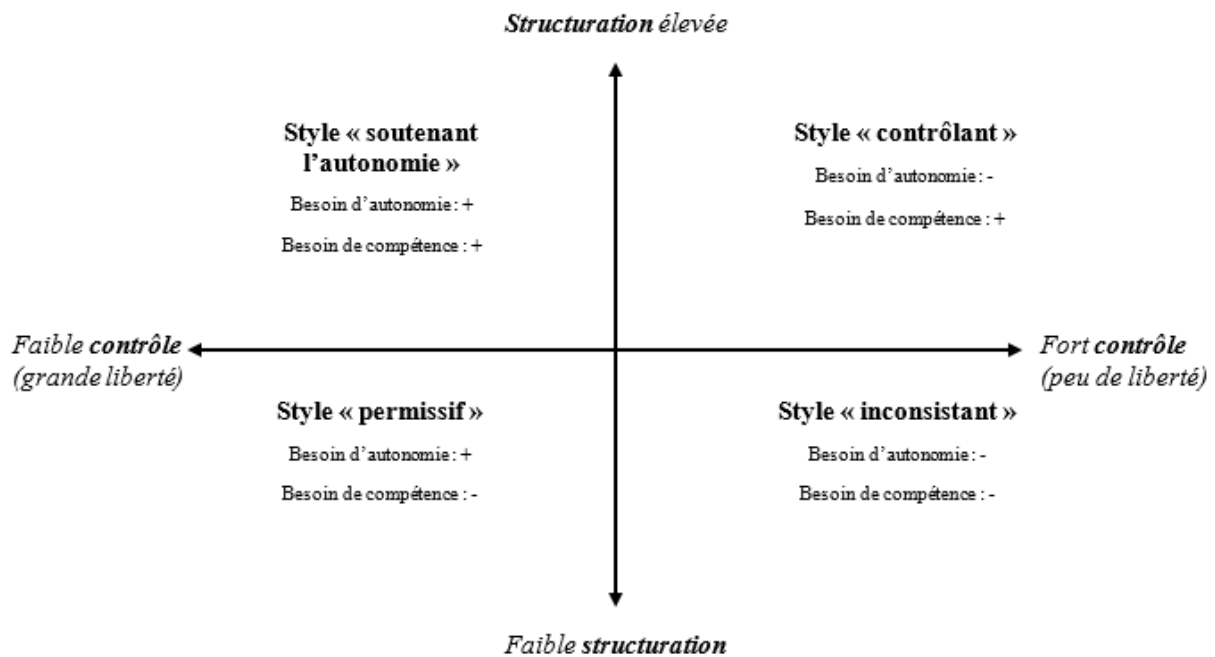 Structuration élevée
Style « soutenant
l’autonomie »
Besoin d’autonomie : +
Besoin de compétence : +
Style « contrôlant »
Besoin d’autonomie : -
Besoin de compétence : +
Faible contrôle
(grande liberté)
Fort contrôle
(peu de liberté)
Style « permissif »
Besoin d’autonomie : +
Besoin de compétence : -
Style « inconsistant »
Besoin d’autonomie : -
Besoin de compétence : -
Faible structuration